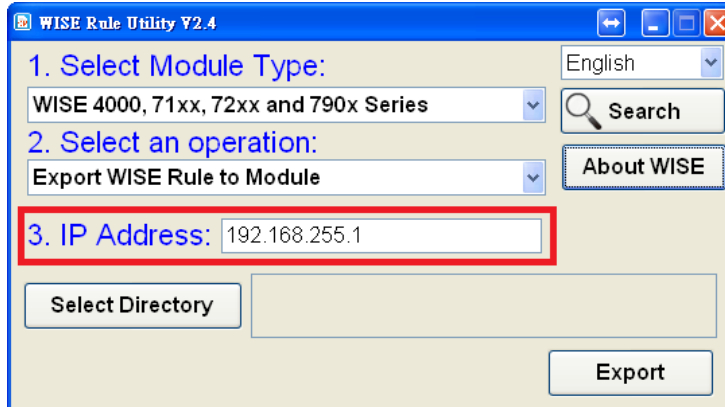 WISE Rule Utility V2.4
1. Select Module Type:
English
WISE 4000, 71xx, 72xx and 790x Series
Search
2. Select an operation:
About WISE
Export WISE Rule to Module
3. IP Address: 192.168.255.1
Select Directory
Export